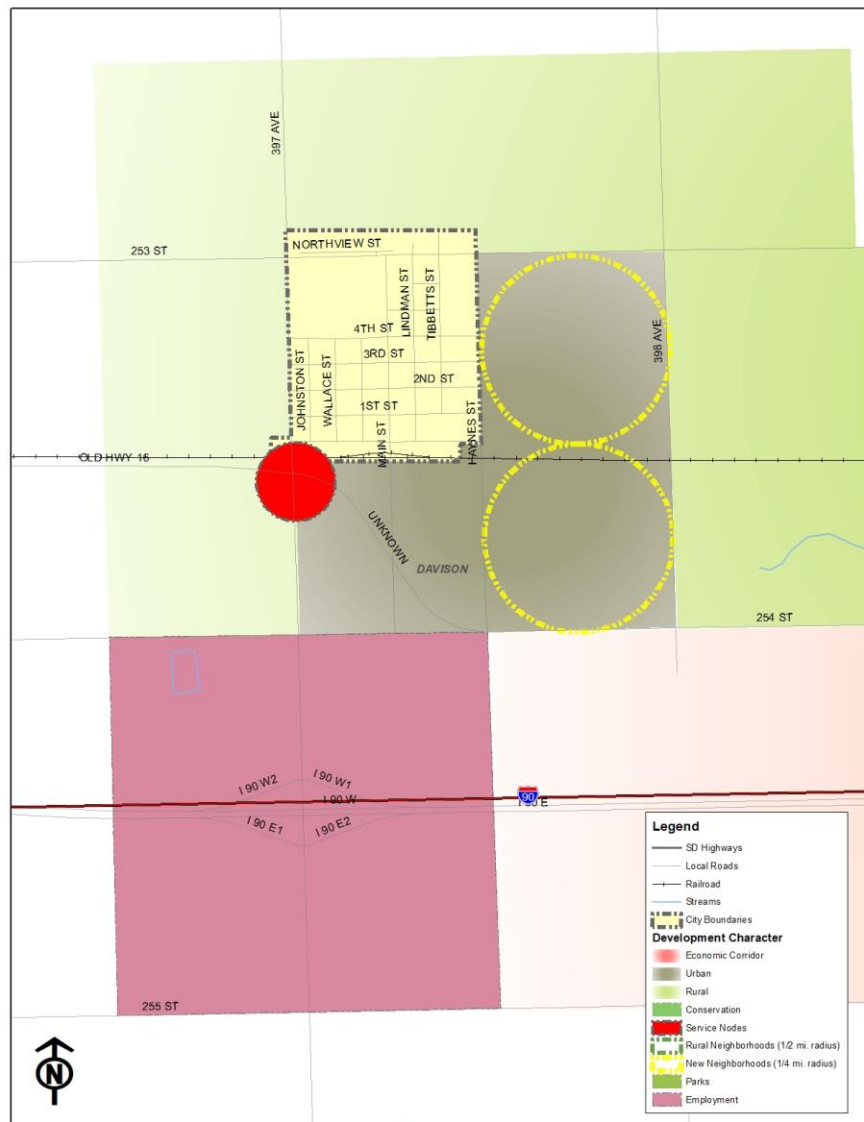 397 AVE
253 ST
NORTHVIEW ST
LINDMAN ST
TIBBETTS ST
398 AVE
4TH ST
3RD ST
JOHNSTON ST
WALLACE ST
2ND ST
1ST ST
MAIN ST
HAYNES ST
OLD HWY 16
UNKNOWN
DAVISON
254 ST
I 90 W2
I 90 W1
I 90 W
90
I 90 E
I 90 E1
I 90 E2
255 ST
N
Legend
SD Highways
Local Roads
Railroad
Streams
City Boundaries
Development Character
Economic Corridor
Urban
Rural
Conservation
Service Nodes
Rural Neighborhoods (1/2 mi. radius)
New Neighborhoods (1/4 mi. radius)
Parks
Employment